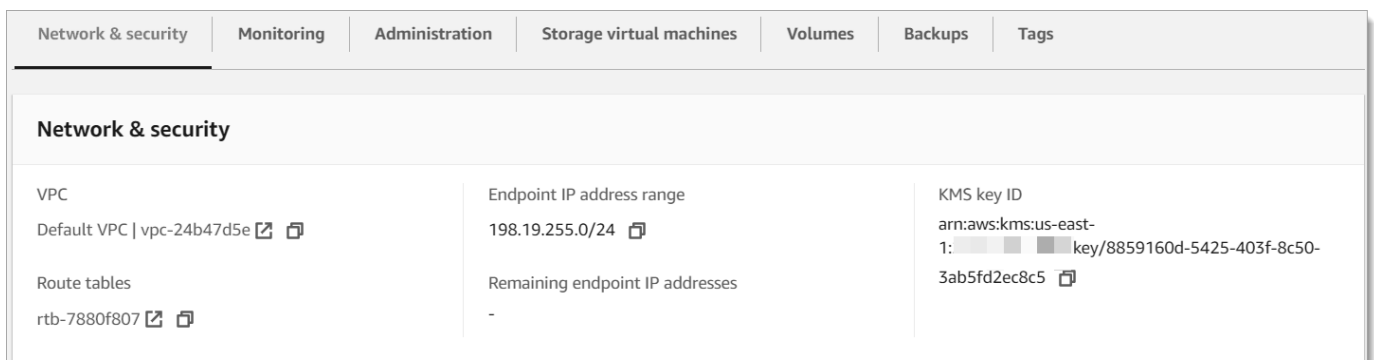 Network & security
Monitoring
Administration
Storage virtual machines
Volumes
Backups
Tags
Network & security
VPC
Default VPC | vpc-24b47d5e
Route tables
rtb-7880f807
Endpoint IP address range
198.19.255.0/24
Remaining endpoint IP addresses
-
KMS key ID
arn:aws:kms:us-east-
1: key/8859160d-5425-403f-8c50-
3ab5fd2ec8c5